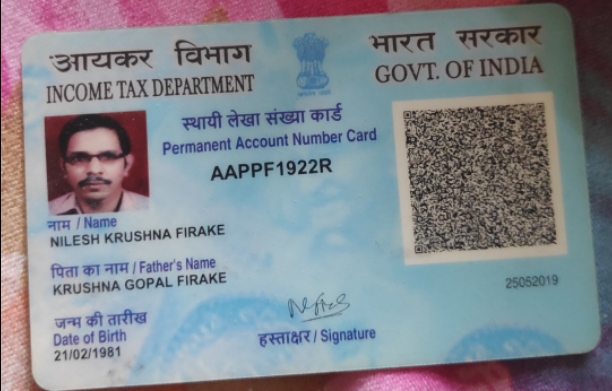 आयकर विभाग
INCOME TAX DEPARTMENT
भारत सरकार
GOVT. OF INDIA
स्थायी लेखा संख्या कार्ड
Permanent Account Number Card
AAPPF1922R
नाम / Name
NILESH KRUSHNA FIRAKE
पिता का नाम / Father's Name
KRUSHNA GOPAL FIRAKE
25052019
जन्म की तारीख
Date of Birth
21/02/1981
हस्ताक्षर / Signature